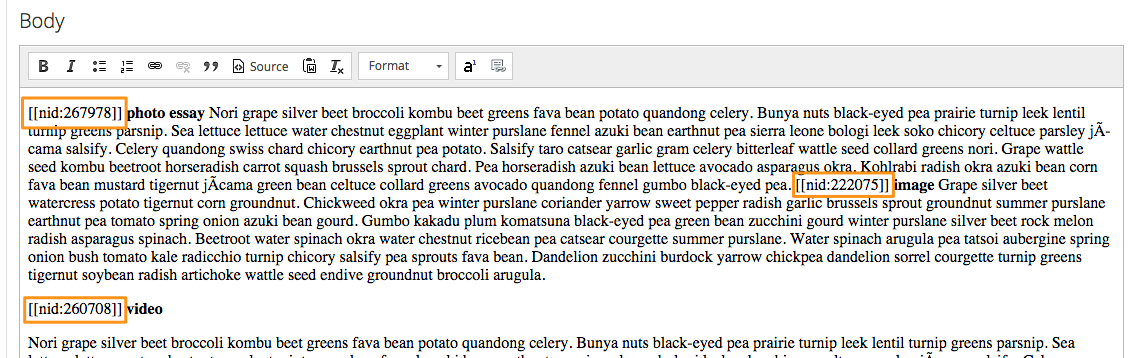 Body
B I Source Format a¹
[[nid:267978]] photo essay Nori grape silver beet broccoli kombu beet greens fava bean potato quandong celery. Bunya nuts black-eyed pea prairie turnip leek lentil
turnip greens parsnip. Sea lettuce lettuce water chestnut eggplant winter purslane fennel azuki bean earthnut pea sierra leone bologi leek soko chicory celtuce parsley jÃ-
cama salsify. Celery quandong swiss chard chicory earthnut pea potato. Salsify taro catsear garlic gram celery bitterleaf wattle seed collard greens nori. Grape wattle
seed kombu beetroot horseradish carrot squash brussels sprout chard. Pea horseradish azuki bean lettuce avocado asparagus okra. Kohlrabi radish okra azuki bean corn
fava bean mustard tigernut jÃcama green bean celtuce collard greens avocado quandong fennel gumbo black-eyed pea. [[nid:222075]] image Grape silver beet
watercress potato tigernut corn groundnut. Chickweed okra pea winter purslane coriander yarrow sweet pepper radish garlic brussels sprout groundnut summer purslane
earthnut pea tomato spring onion azuki bean gourd. Gumbo kakadu plum komatsuna black-eyed pea green bean zucchini gourd winter purslane silver beet rock melon
radish asparagus spinach. Beetroot water spinach okra water chestnut ricebean pea catsear courgette summer purslane. Water spinach arugula pea tatsoi aubergine spring
onion bush tomato kale radicchio turnip chicory salsify pea sprouts fava bean. Dandelion zucchini burdock yarrow chickpea dandelion sorrel courgette turnip greens
tigernut soybean radish artichoke wattle seed endive groundnut broccoli arugula.
[[nid:260708]] video
Nori grape silver beet broccoli kombu beet greens fava bean potato quandong celery. Bunya nuts black-eyed pea prairie turnip leek lentil turnip greens parsnip. Sea